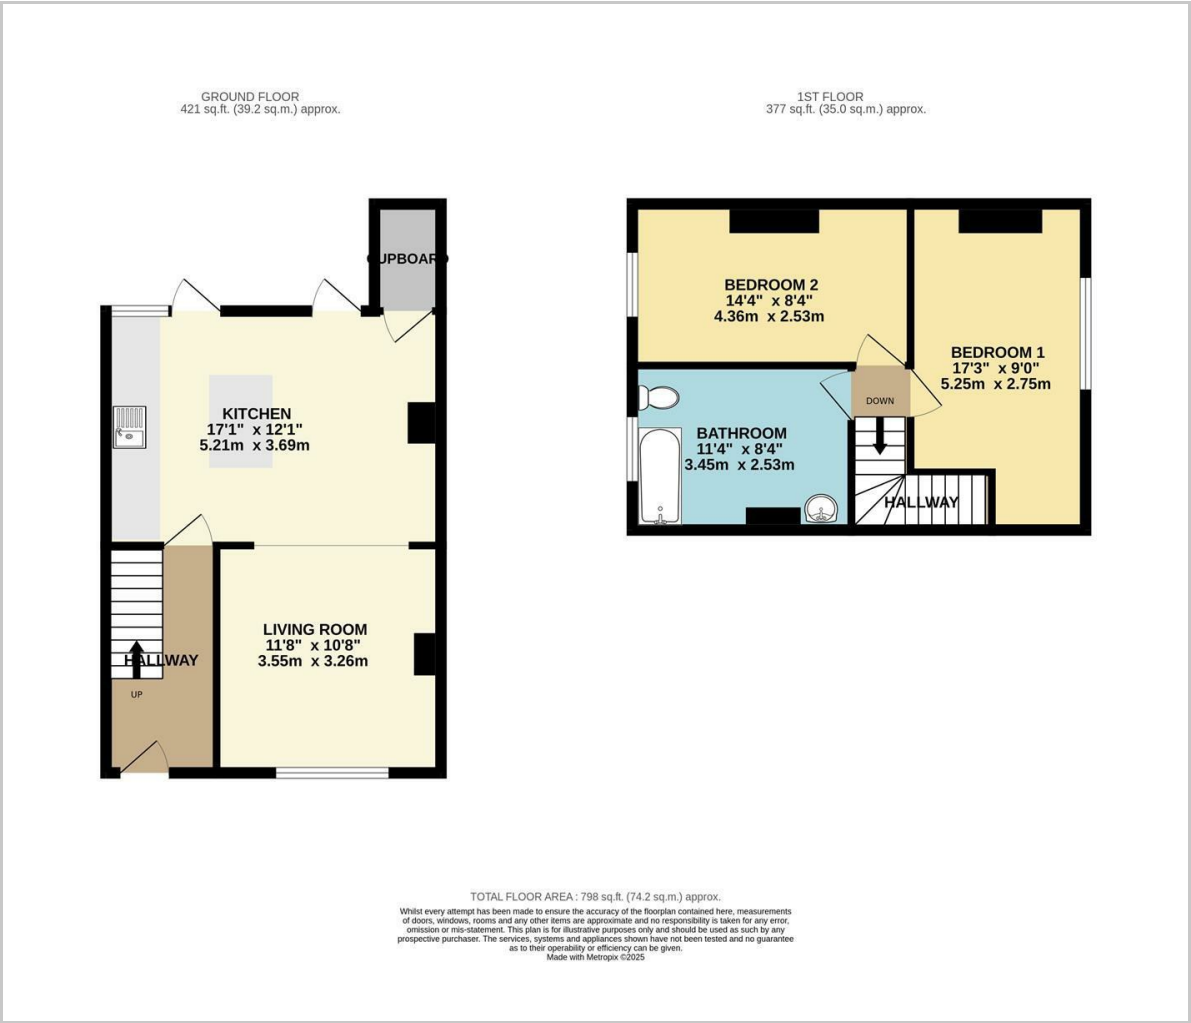 GROUND FLOOR
421 sq.ft. (39.2 sq.m.) approx.
1ST FLOOR
377 sq.ft. (35.0 sq.m.) approx.
CUPBOARD
KITCHEN
17'1" x 12'1"
5.21m x 3.69m
LIVING ROOM
11'8" x 10'8"
3.55m x 3.26m
HALLWAY
UP
BEDROOM 2
14'4" x 8'4"
4.36m x 2.53m
BEDROOM 1
17'3" x 9'0"
5.25m x 2.75m
DOWN
BATHROOM
11'4" x 8'4"
3.45m x 2.53m
HALLWAY
TOTAL FLOOR AREA : 798 sq.ft. (74.2 sq.m.) approx.
Whilst every attempt has been made to ensure the accuracy of the floorplan contained here, measurements
of doors, windows, rooms and any other items are approximate and no responsibility is taken for any error,
omission or mis-statement. This plan is for illustrative purposes only and should be used as such by any
prospective purchaser. The services, systems and appliances shown have not been tested and no guarantee
as to their operability or efficiency can be given.
Made with Metropix ©2025